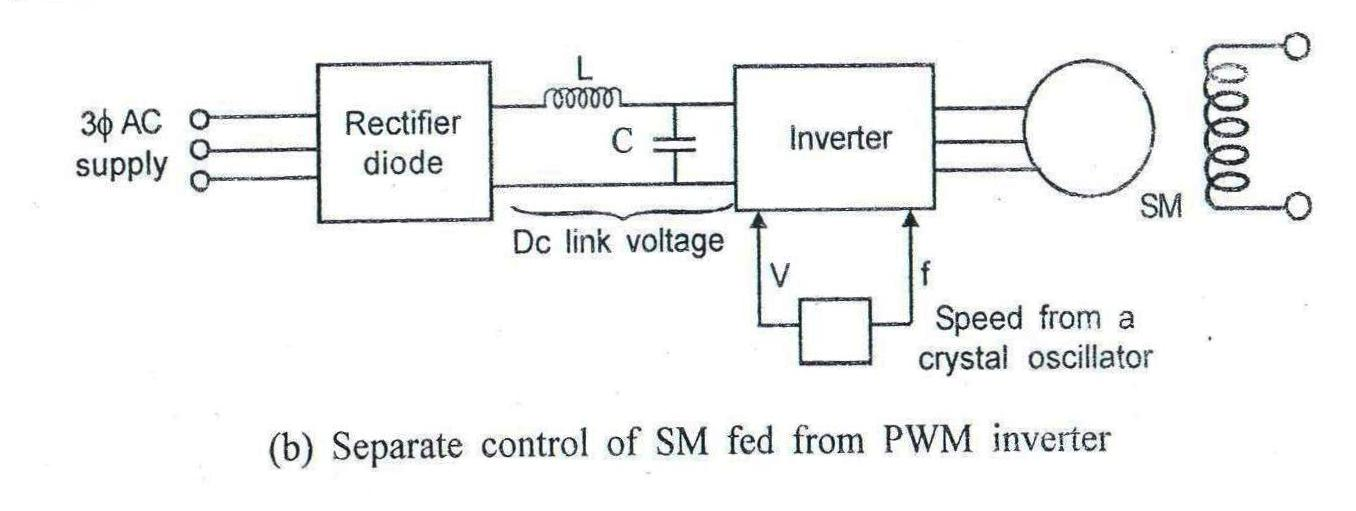 3ϕ AC
supply
Rectifier
diode
L
C
Dc link voltage
Inverter
SM
V
f
Speed from a
crystal oscillator
(b) Separate control of SM fed from PWM inverter